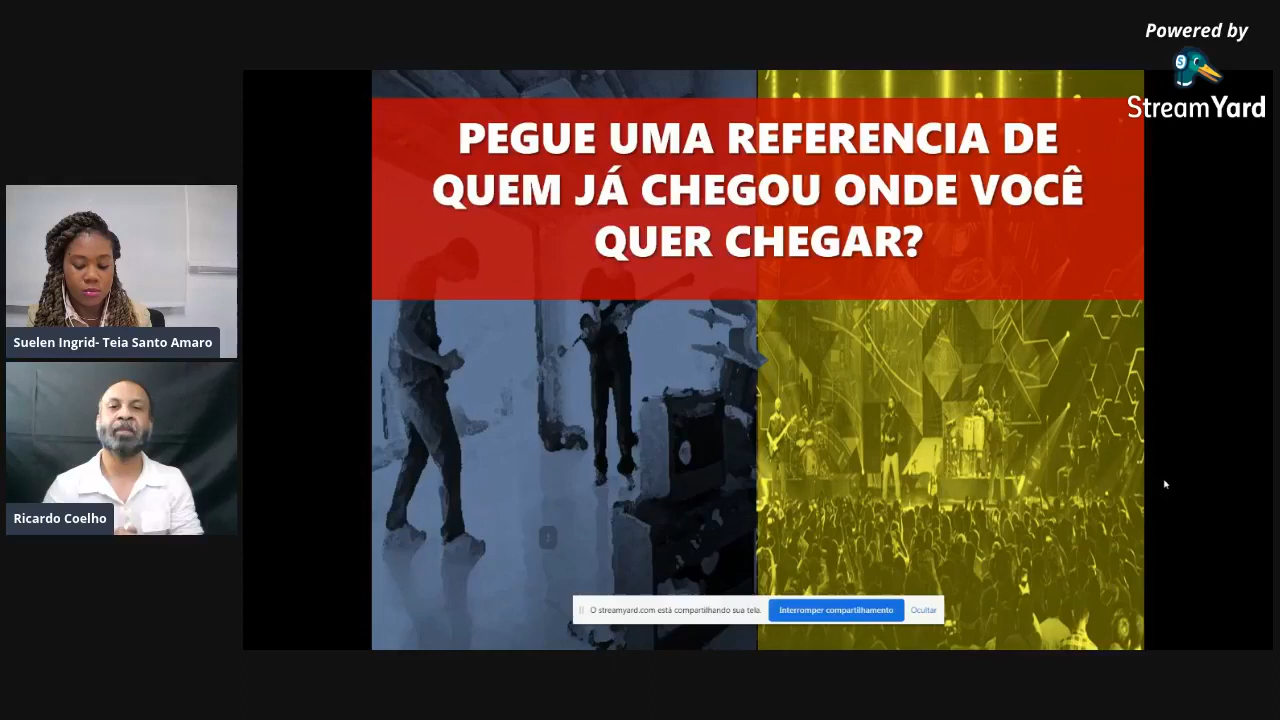 Powered by
StreamYard
PEGUE UMA REFERENCIA DE
QUEM JÁ CHEGOU ONDE VOCÊ
QUER CHEGAR?
Suelen Ingrid- Teia Santo Amaro
Ricardo Coelho
O streamyard.com está compartilhando sua tela.
Interromper compartilhamento
Ocultar